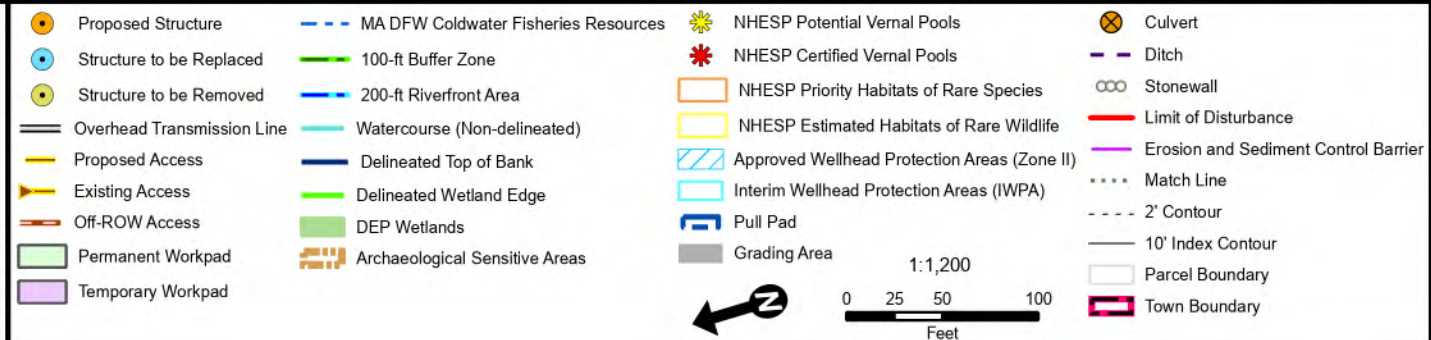 Proposed Structure
Structure to be Replaced
Structure to be Removed
Overhead Transmission Line
Proposed Access
Existing Access
Off-ROW Access
Permanent Workpad
Temporary Workpad
MA DFW Coldwater Fisheries Resources
100-ft Buffer Zone
200-ft Riverfront Area
Watercourse (Non-delineated)
Delineated Top of Bank
Delineated Wetland Edge
DEP Wetlands
Archaeological Sensitive Areas
NHESP Potential Vernal Pools
NHESP Certified Vernal Pools
NHESP Priority Habitats of Rare Species
NHESP Estimated Habitats of Rare Wildlife
Approved Wellhead Protection Areas (Zone II)
Interim Wellhead Protection Areas (IWPA)
Pull Pad
Grading Area
1:1,200
N
0 25 50 100
Feet
Culvert
Ditch
Stonewall
Limit of Disturbance
Erosion and Sediment Control Barrier
Match Line
2' Contour
10' Index Contour
Parcel Boundary
Town Boundary